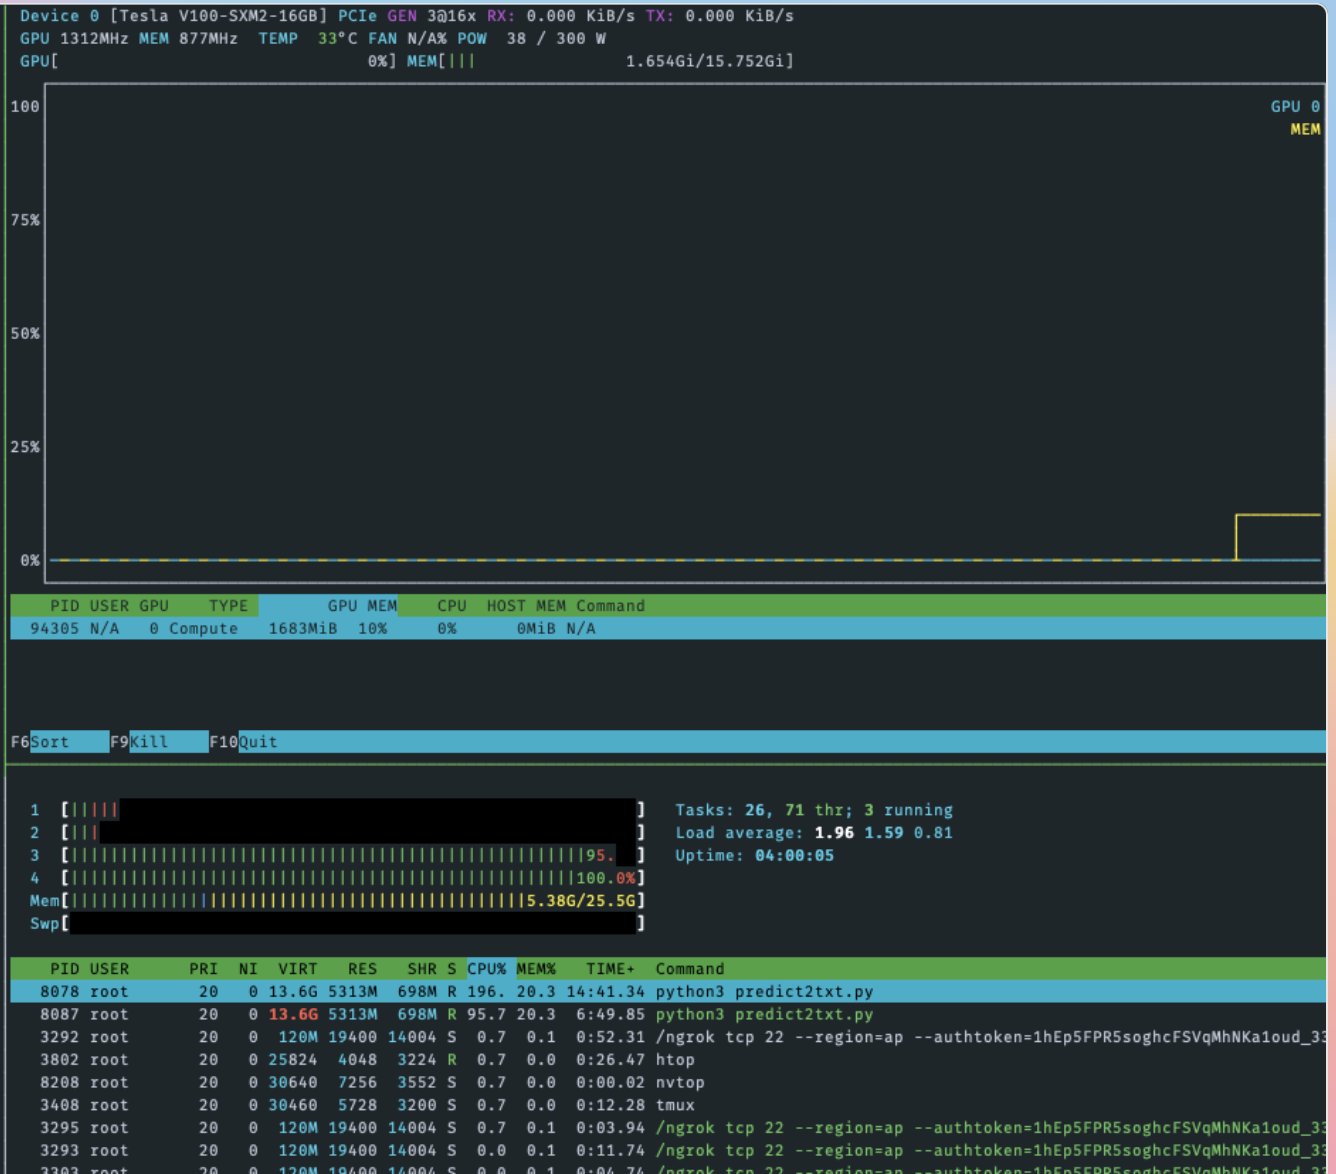 Device 0 [Tesla V100-SXM2-16GB] PCIe GEN 3@16x RX: 0.000 KiB/s TX: 0.000 KiB/s
GPU 1312MHz MEM 877MHz TEMP 33°C FAN N/A% POW 38 / 300 W
GPU[ 0%] MEM[||| 1.654Gi/15.752Gi]
100 GPU 0
MEM
75%
50%
25%
0%
PID USER GPU TYPE GPU MEM CPU HOST MEM Command
94305 N/A 0 Compute 1683MiB 10% 0% 0MiB N/A
F6Sort F9Kill F10Quit
1 [|||||] Tasks: 26, 71 thr; 3 running
2 [|||] Load average: 1.96 1.59 0.81
3 [95. ] Uptime: 04:00:05
4 [100.0%]
Mem[5.38G/25.5G]
Swp[ ]
PID USER PRI NI VIRT RES SHR S CPU% MEM% TIME+ Command
8078 root 20 0 13.6G 5313M 698M R 196. 20.3 14:41.34 python3 predict2txt.py
8087 root 20 0 13.6G 5313M 698M R 95.7 20.3 6:49.85 python3 predict2txt.py
3292 root 20 0 120M 19400 14004 S 0.7 0.1 0:52.31 /ngrok tcp 22 --region=ap --authtoken=1hEp5FPR5soghcFSVqMhNKa1oud_33
3802 root 20 0 25824 4048 3224 R 0.7 0.0 0:26.47 htop
8208 root 20 0 30640 7256 3552 S 0.7 0.0 0:00.02 nvtop
3408 root 20 0 30460 5728 3200 S 0.7 0.0 0:12.28 tmux
3295 root 20 0 120M 19400 14004 S 0.7 0.1 0:03.94 /ngrok tcp 22 --region=ap --authtoken=1hEp5FPR5soghcFSVqMhNKa1oud_33
3293 root 20 0 120M 19400 14004 S 0.0 0.1 0:11.74 /ngrok tcp 22 --region=ap --authtoken=1hEp5FPR5soghcFSVqMhNKa1oud_33
3303 root 20 0 120M 19400 14004 S 0.0 0.1 0:04.74 /ngrok tcp 22 --region=ap --authtoken=1hEp5FPR5soghcFSVqMhNKa1oud_33